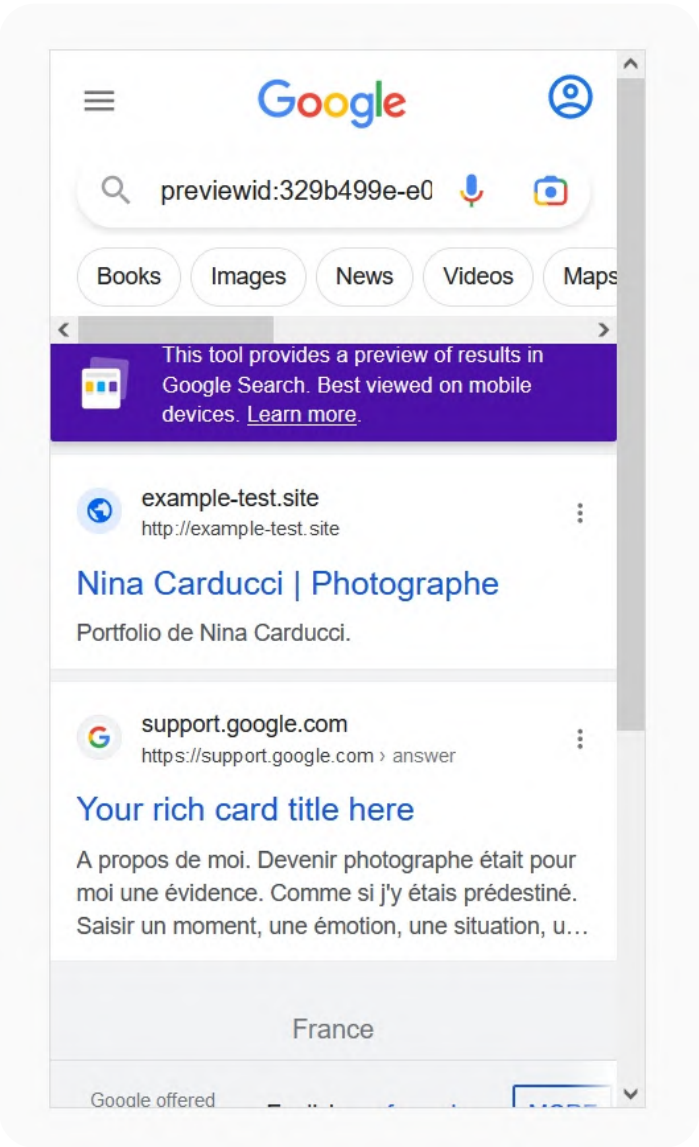 Google
previewid:329b499e-e0
Books Images News Videos Maps
This tool provides a preview of results in
Google Search. Best viewed on mobile
devices. Learn more.
example-test.site
http://example-test.site
Nina Carducci | Photographe
Portfolio de Nina Carducci.
support.google.com
https://support.google.com › answer
Your rich card title here
A propos de moi. Devenir photographe était pour
moi une évidence. Comme si j'y étais prédestiné.
Saisir un moment, une émotion, une situation, u...
France
Google offered